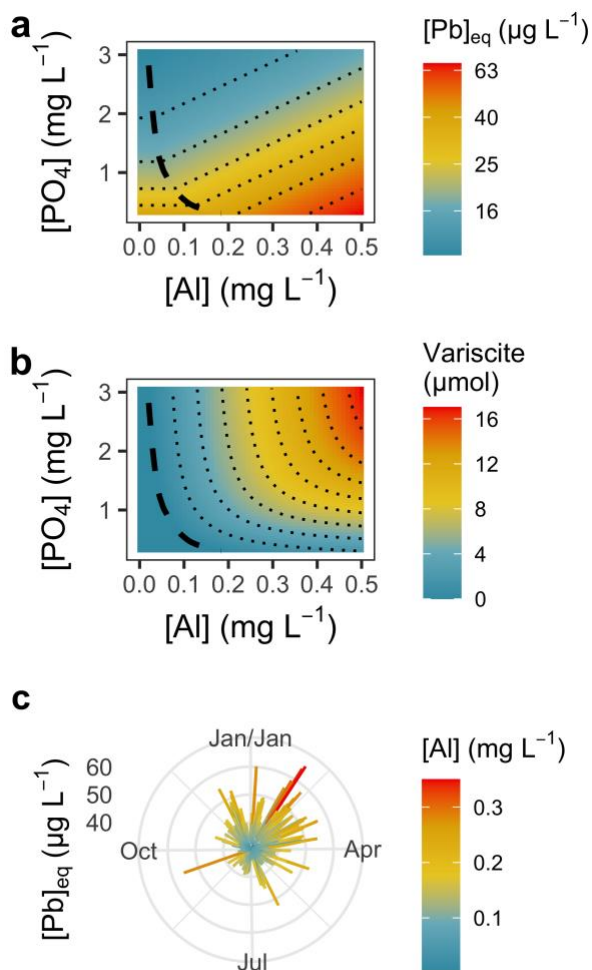 a
[Pb]eq (µg L−1)
[PO4] (mg L−1)
3
2
1
0.0 0.1 0.2 0.3 0.4 0.5
[Al] (mg L−1)
63
40
25
16
b
Variscite
(µmol)
[PO4] (mg L−1)
3
2
1
0.0 0.1 0.2 0.3 0.4 0.5
[Al] (mg L−1)
16
12
8
4
0
c
[Al] (mg L−1)
[Pb]eq (µg L−1)
60
50
40
Jan/Jan
Oct
Apr
Jul
0.3
0.2
0.1